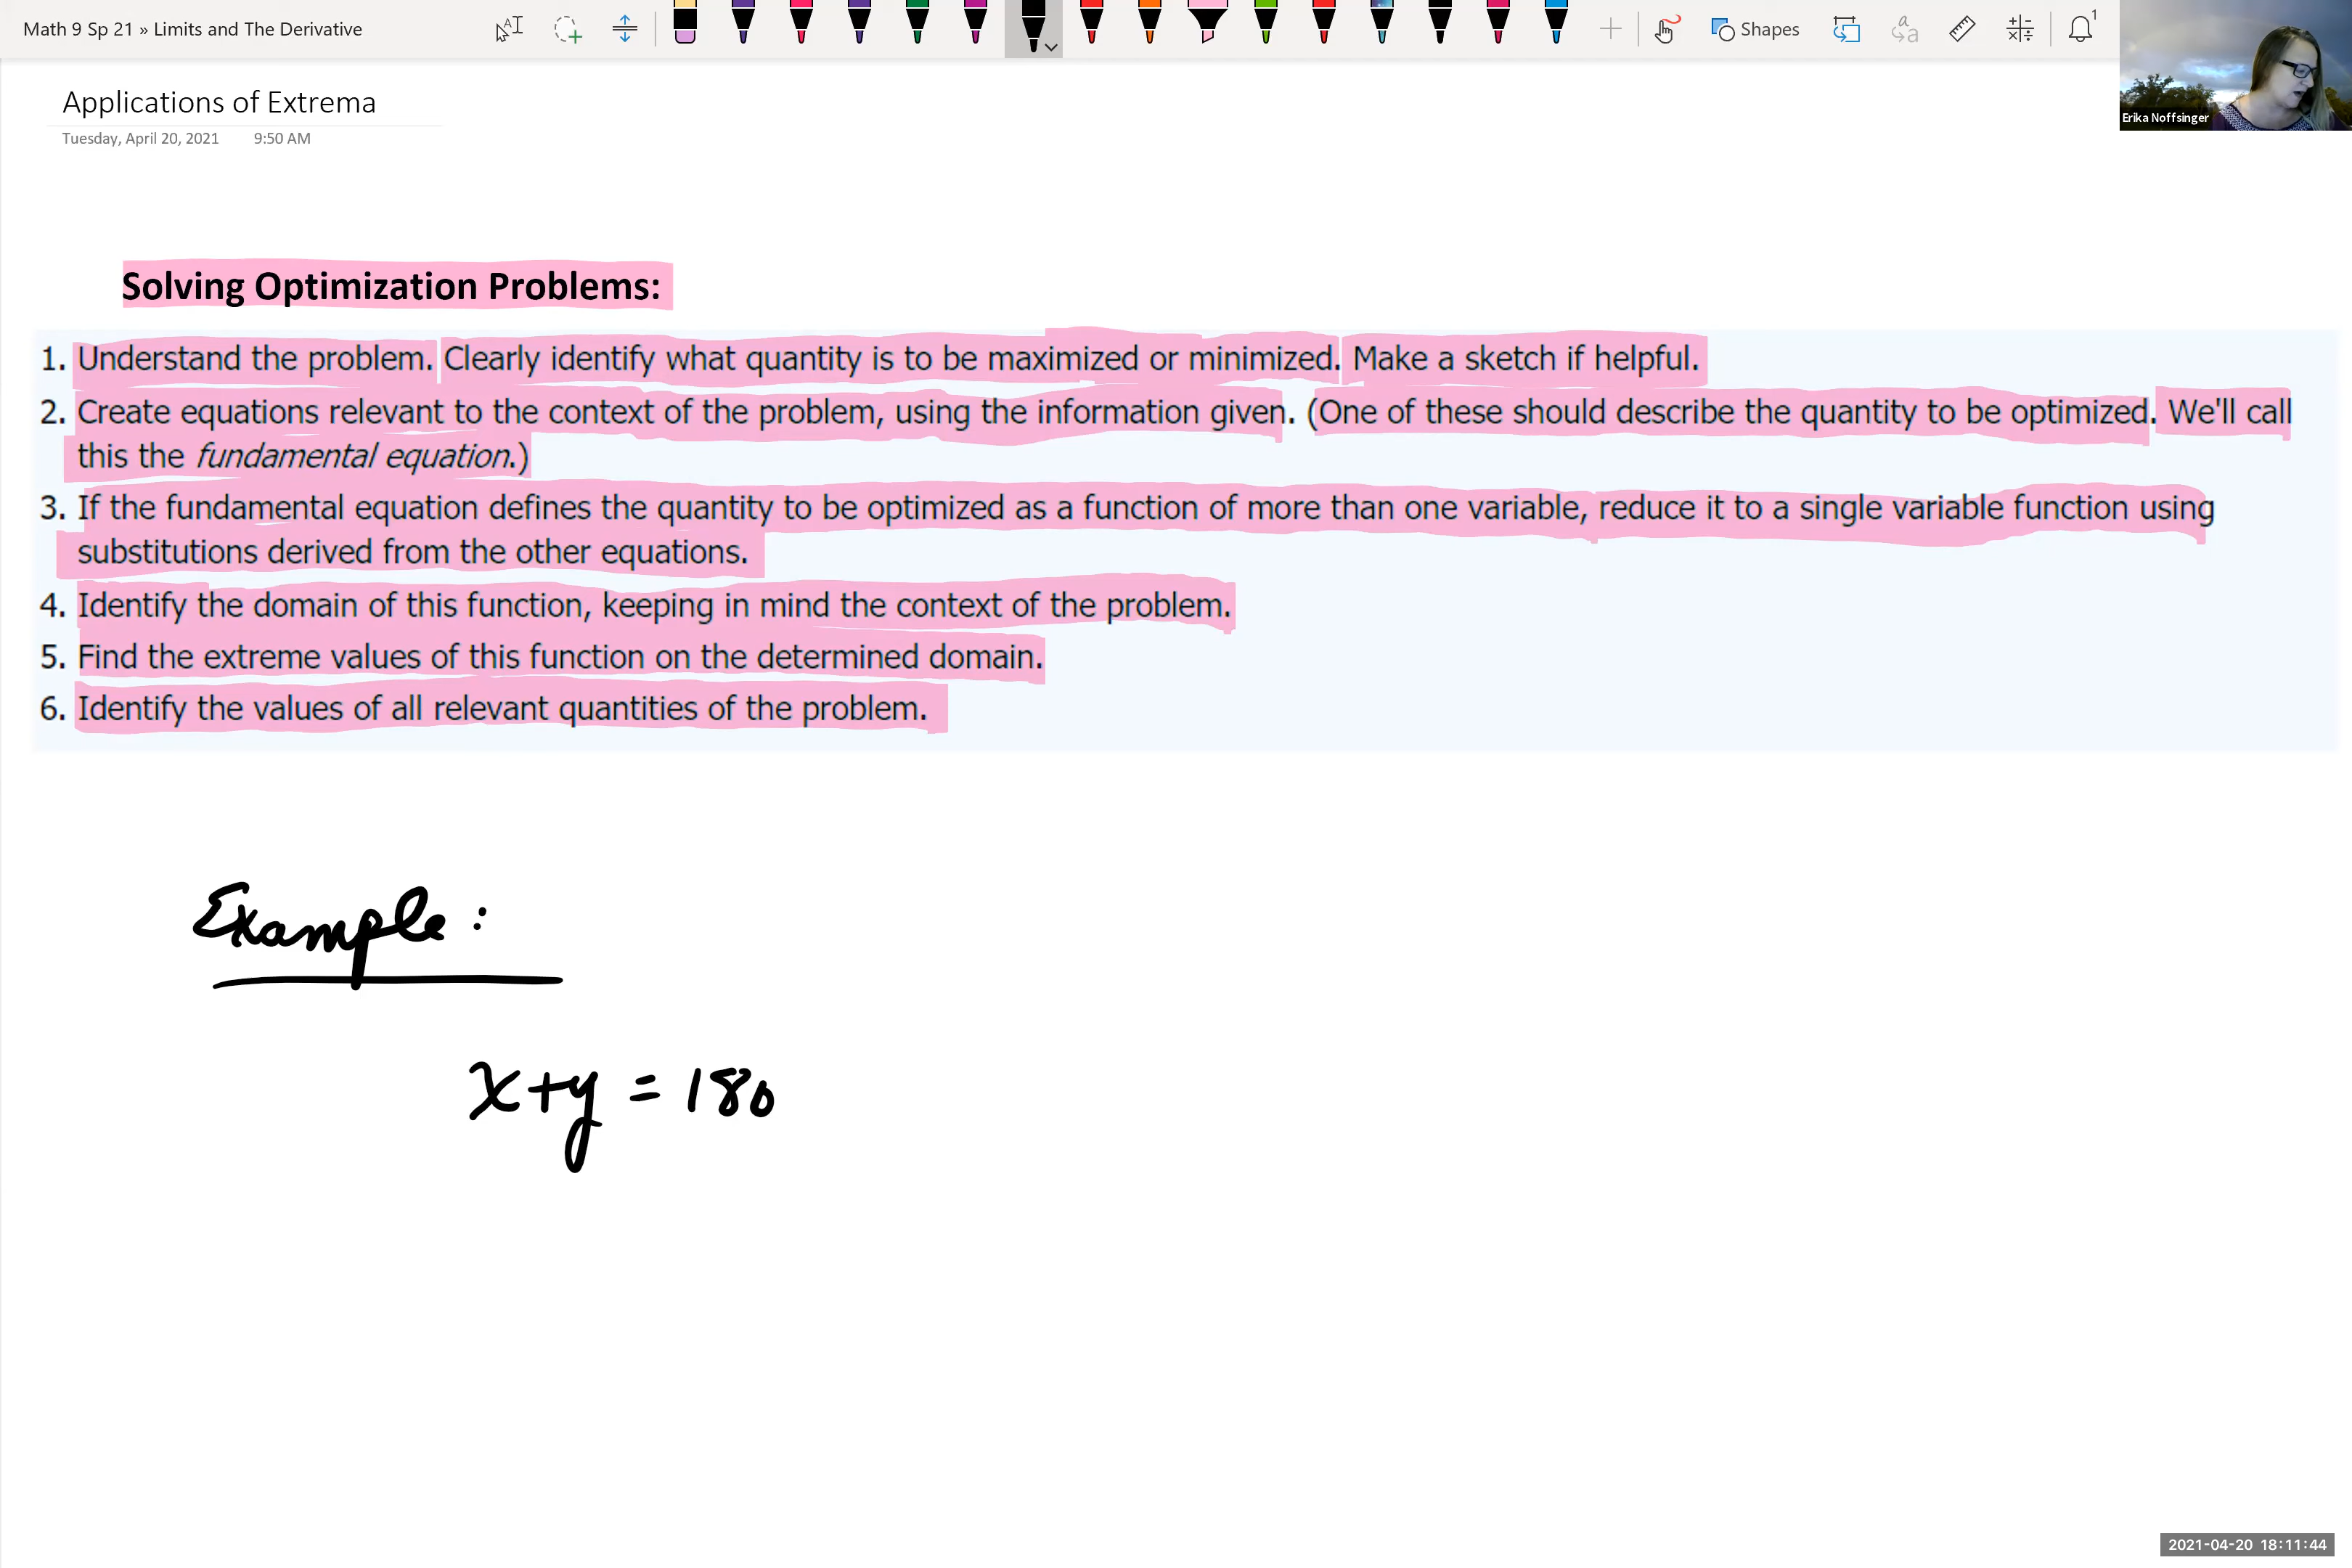 Math 9 Sp 21 » Limits and The Derivative
Shapes
1
Erika Noffsinger
Applications of Extrema
Tuesday, April 20, 2021 9:50 AM
Solving Optimization Problems:
1. Understand the problem. Clearly identify what quantity is to be maximized or minimized. Make a sketch if helpful.
2. Create equations relevant to the context of the problem, using the information given. (One of these should describe the quantity to be optimized. We'll call
this the fundamental equation.)
3. If the fundamental equation defines the quantity to be optimized as a function of more than one variable, reduce it to a single variable function using
substitutions derived from the other equations.
4. Identify the domain of this function, keeping in mind the context of the problem.
5. Find the extreme values of this function on the determined domain.
6. Identify the values of all relevant quantities of the problem.
Example:
x+y = 180
2021-04-20 18:11:44